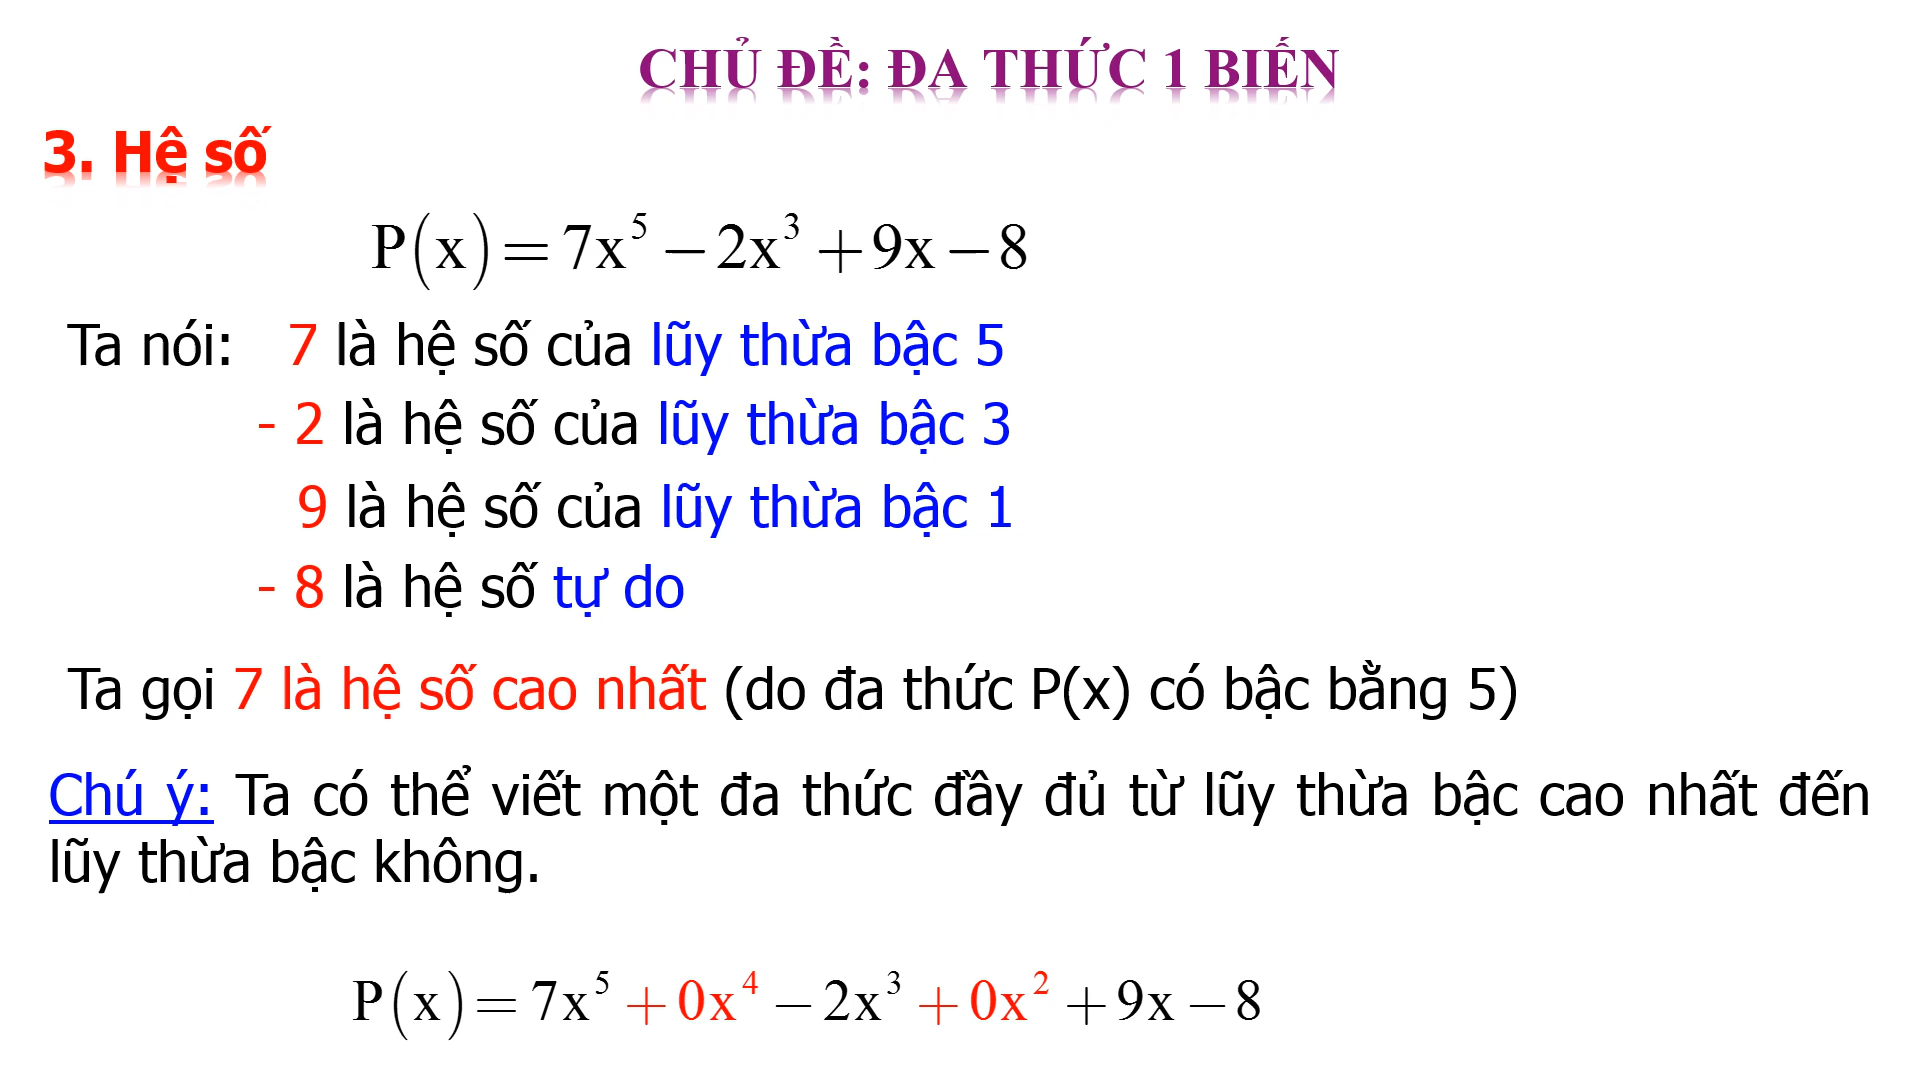 CHỦ ĐỀ: ĐA THỨC 1 BIẾN
3. Hệ số
P(x) = 7x⁵ − 2x³ + 9x − 8
Ta nói: 7 là hệ số của lũy thừa bậc 5
- 2 là hệ số của lũy thừa bậc 3
9 là hệ số của lũy thừa bậc 1
- 8 là hệ số tự do
Ta gọi 7 là hệ số cao nhất (do đa thức P(x) có bậc bằng 5)
Chú ý: Ta có thể viết một đa thức đầy đủ từ lũy thừa bậc cao nhất đến
lũy thừa bậc không.
P(x) = 7x⁵ + 0x⁴ − 2x³ + 0x² + 9x − 8